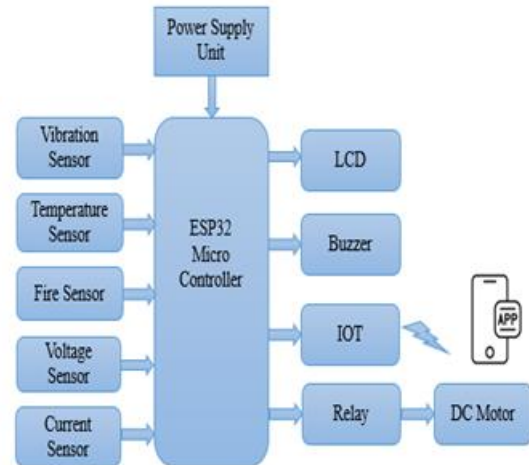 Power Supply
Unit
Vibration
Sensor
Temperature
Sensor
Fire Sensor
Voltage
Sensor
Current
Sensor
ESP32
Micro
Controller
LCD
Buzzer
IOT
Relay
APP
DC Motor